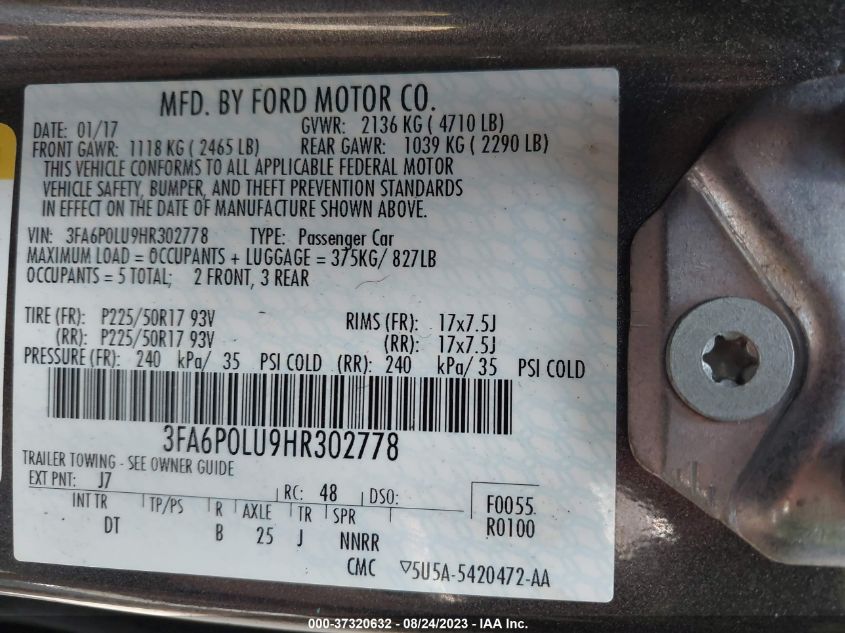 MFD. BY FORD MOTOR CO.
DATE: 01/17 GVWR: 2136 KG ( 4710 LB)
FRONT GAWR: 1118 KG ( 2465 LB) REAR GAWR: 1039 KG ( 2290 LB)
THIS VEHICLE CONFORMS TO ALL APPLICABLE FEDERAL MOTOR
VEHICLE SAFETY, BUMPER, AND THEFT PREVENTION STANDARDS
IN EFFECT ON THE DATE OF MANUFACTURE SHOWN ABOVE.
VIN: 3FA6P0LU9HR302778 TYPE: Passenger Car
MAXIMUM LOAD = OCCUPANTS + LUGGAGE = 375KG/ 827LB
OCCUPANTS = 5 TOTAL; 2 FRONT, 3 REAR
TIRE (FR): P225/50R17 93V RIMS (FR): 17x7.5J
(RR): P225/50R17 93V (RR): 17x7.5J
PRESSURE (FR): 240 kPa/ 35 PSI COLD (RR): 240 kPa/ 35 PSI COLD
3FA6P0LU9HR302778
TRAILER TOWING - SEE OWNER GUIDE
EXT PNT: J7 RC: 48 DSO: F0055
INT TR TP/PS R AXLE TR SPR R0100
DT B 25 J NNRR
CMC ▽5U5A-5420472-AA
000-37320632 - 08/24/2023 - IAA Inc.